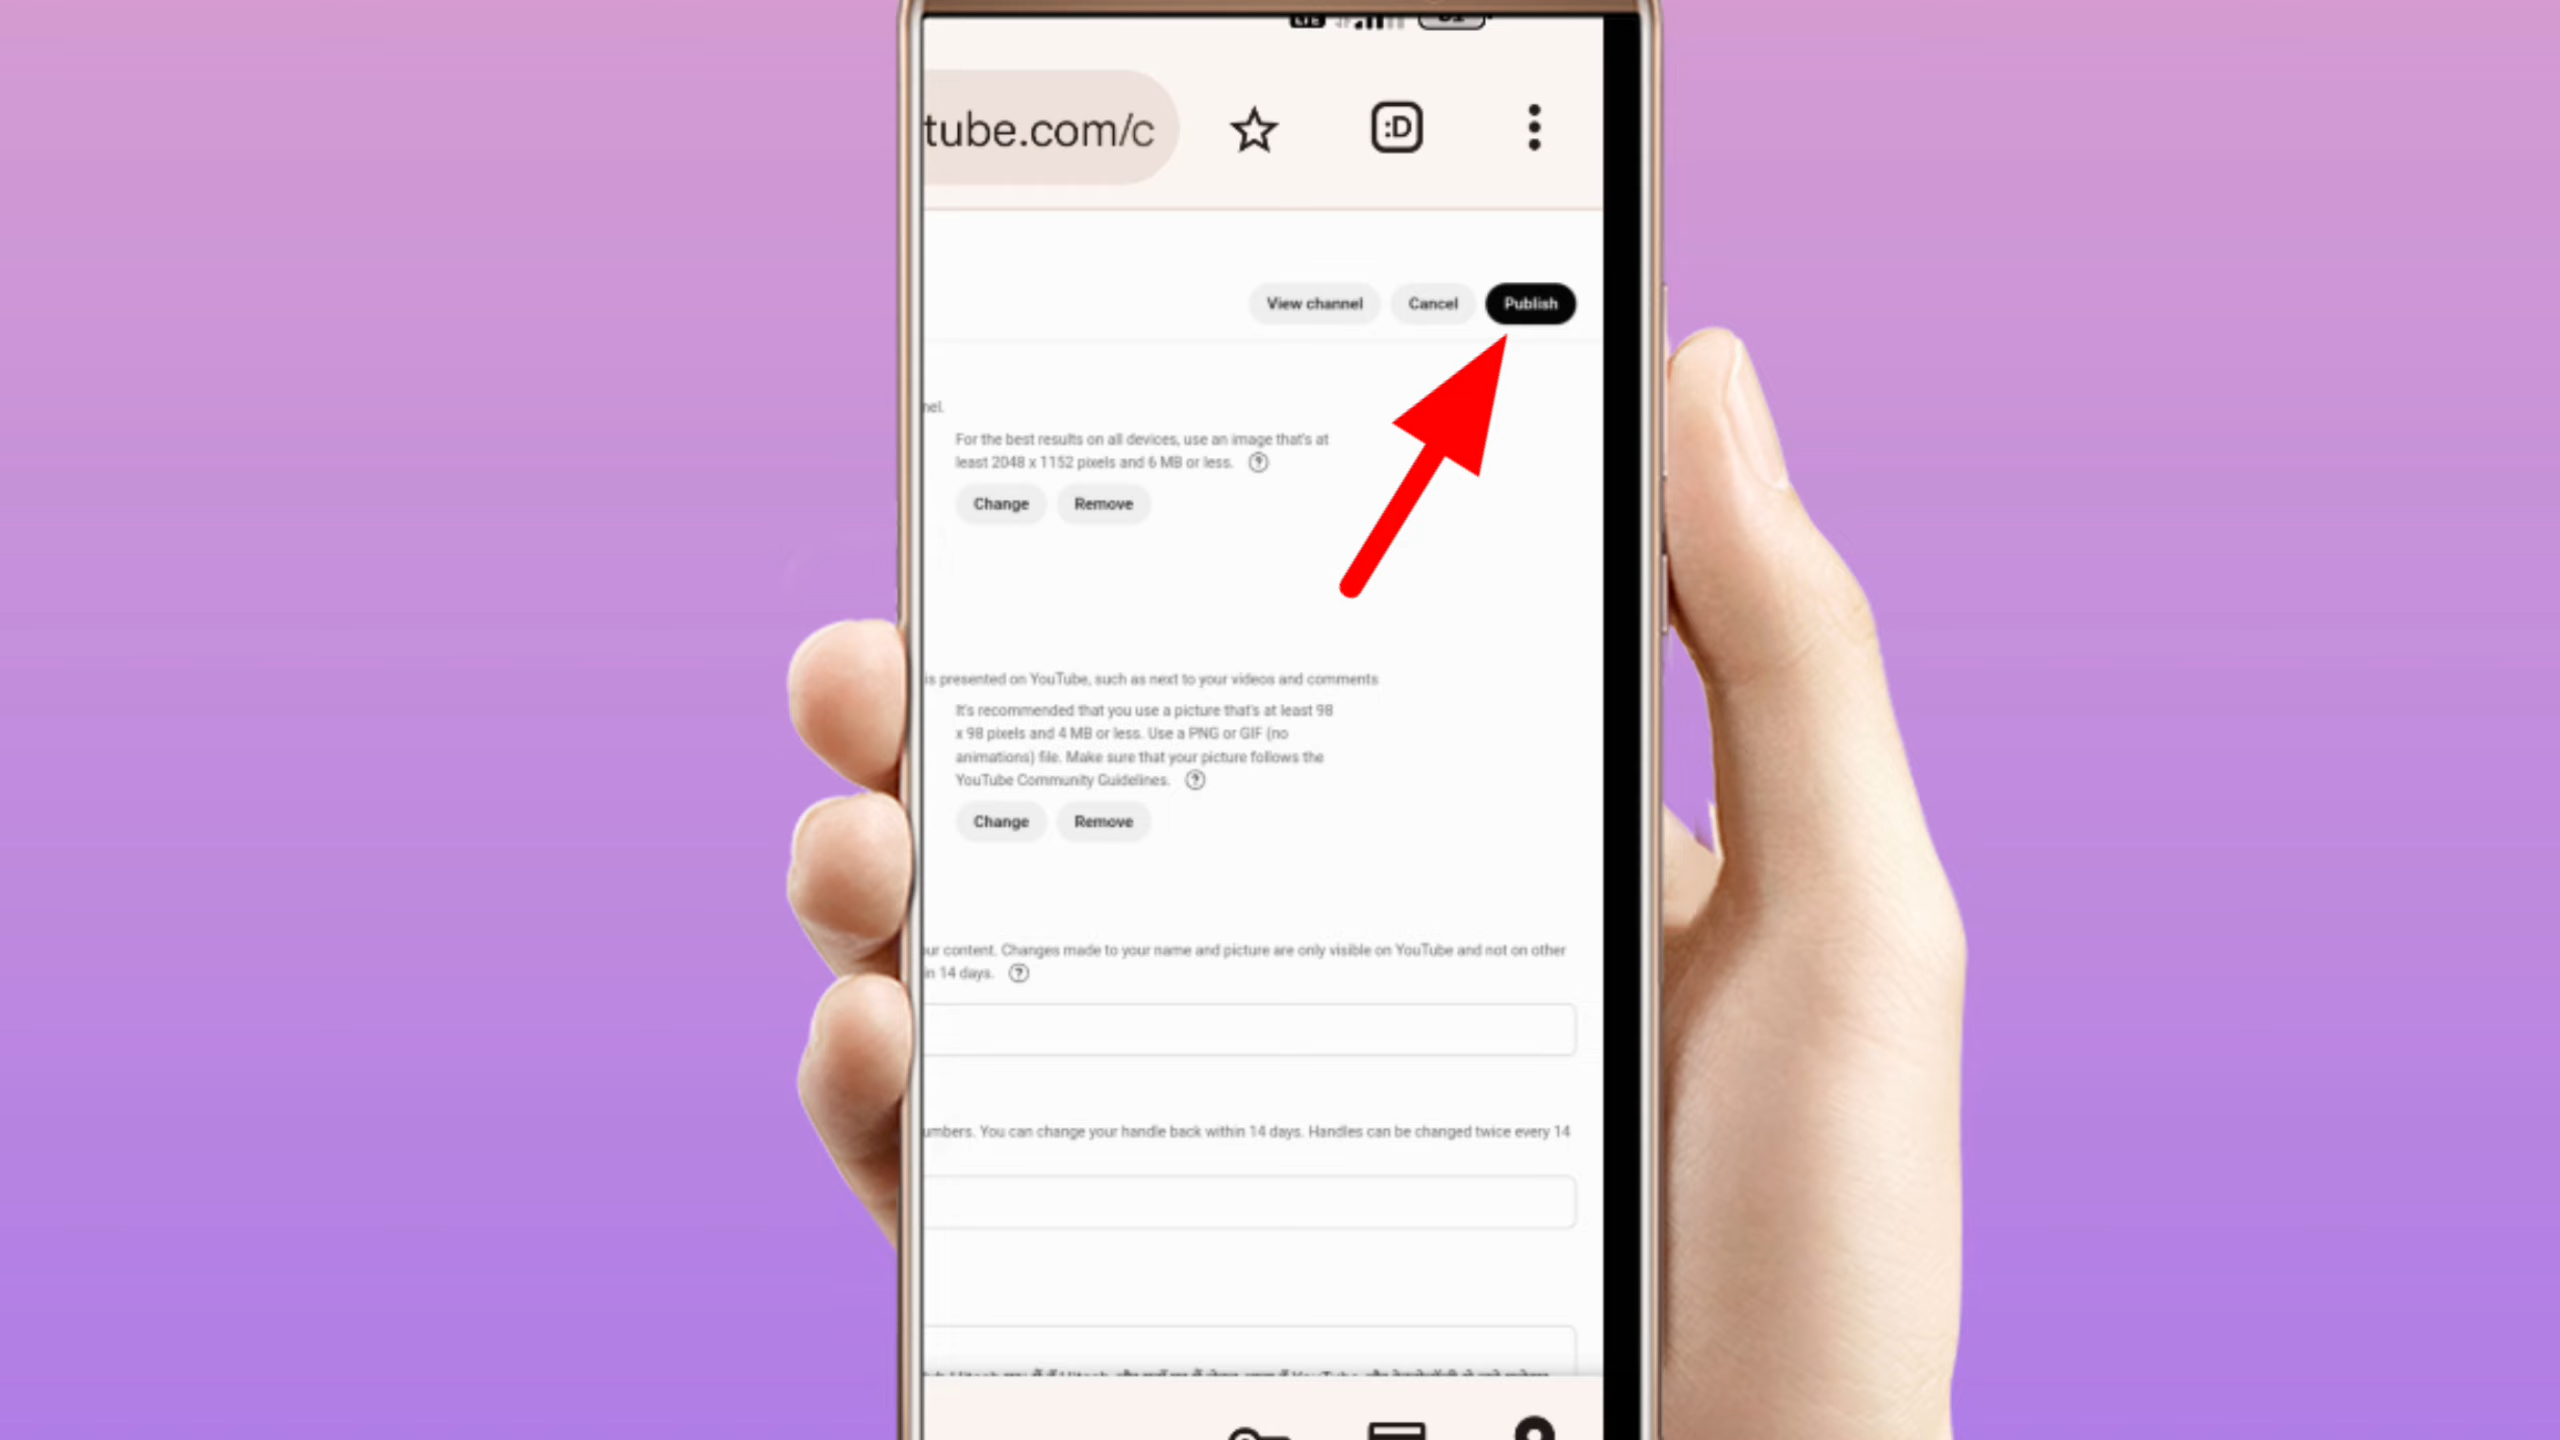 tube.com/c
:D
View channel Cancel Publish
nel.
For the best results on all devices, use an image that's at
least 2048 x 1152 pixels and 6 MB or less. ?
Change Remove
is presented on YouTube, such as next to your videos and comments
It's recommended that you use a picture that's at least 98
x 98 pixels and 4 MB or less. Use a PNG or GIF (no
animations) file. Make sure that your picture follows the
YouTube Community Guidelines. ?
Change Remove
ur content. Changes made to your name and picture are only visible on YouTube and not on other
in 14 days. ?
umbers. You can change your handle back within 14 days. Handles can be changed twice every 14